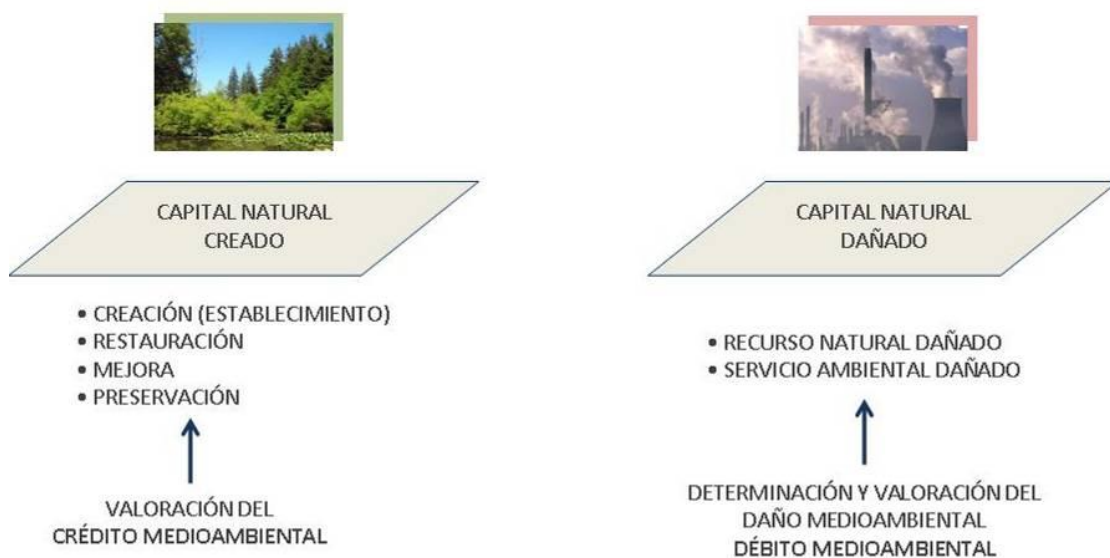 CAPITAL NATURAL
CREADO
• CREACIÓN (ESTABLECIMIENTO)
• RESTAURACIÓN
• MEJORA
• PRESERVACIÓN
VALORACIÓN DEL
CRÉDITO MEDIOAMBIENTAL
CAPITAL NATURAL
DAÑADO
• RECURSO NATURAL DAÑADO
• SERVICIO AMBIENTAL DAÑADO
DETERMINACIÓN Y VALORACIÓN DEL
DAÑO MEDIOAMBIENTAL
DÉBITO MEDIOAMBIENTAL